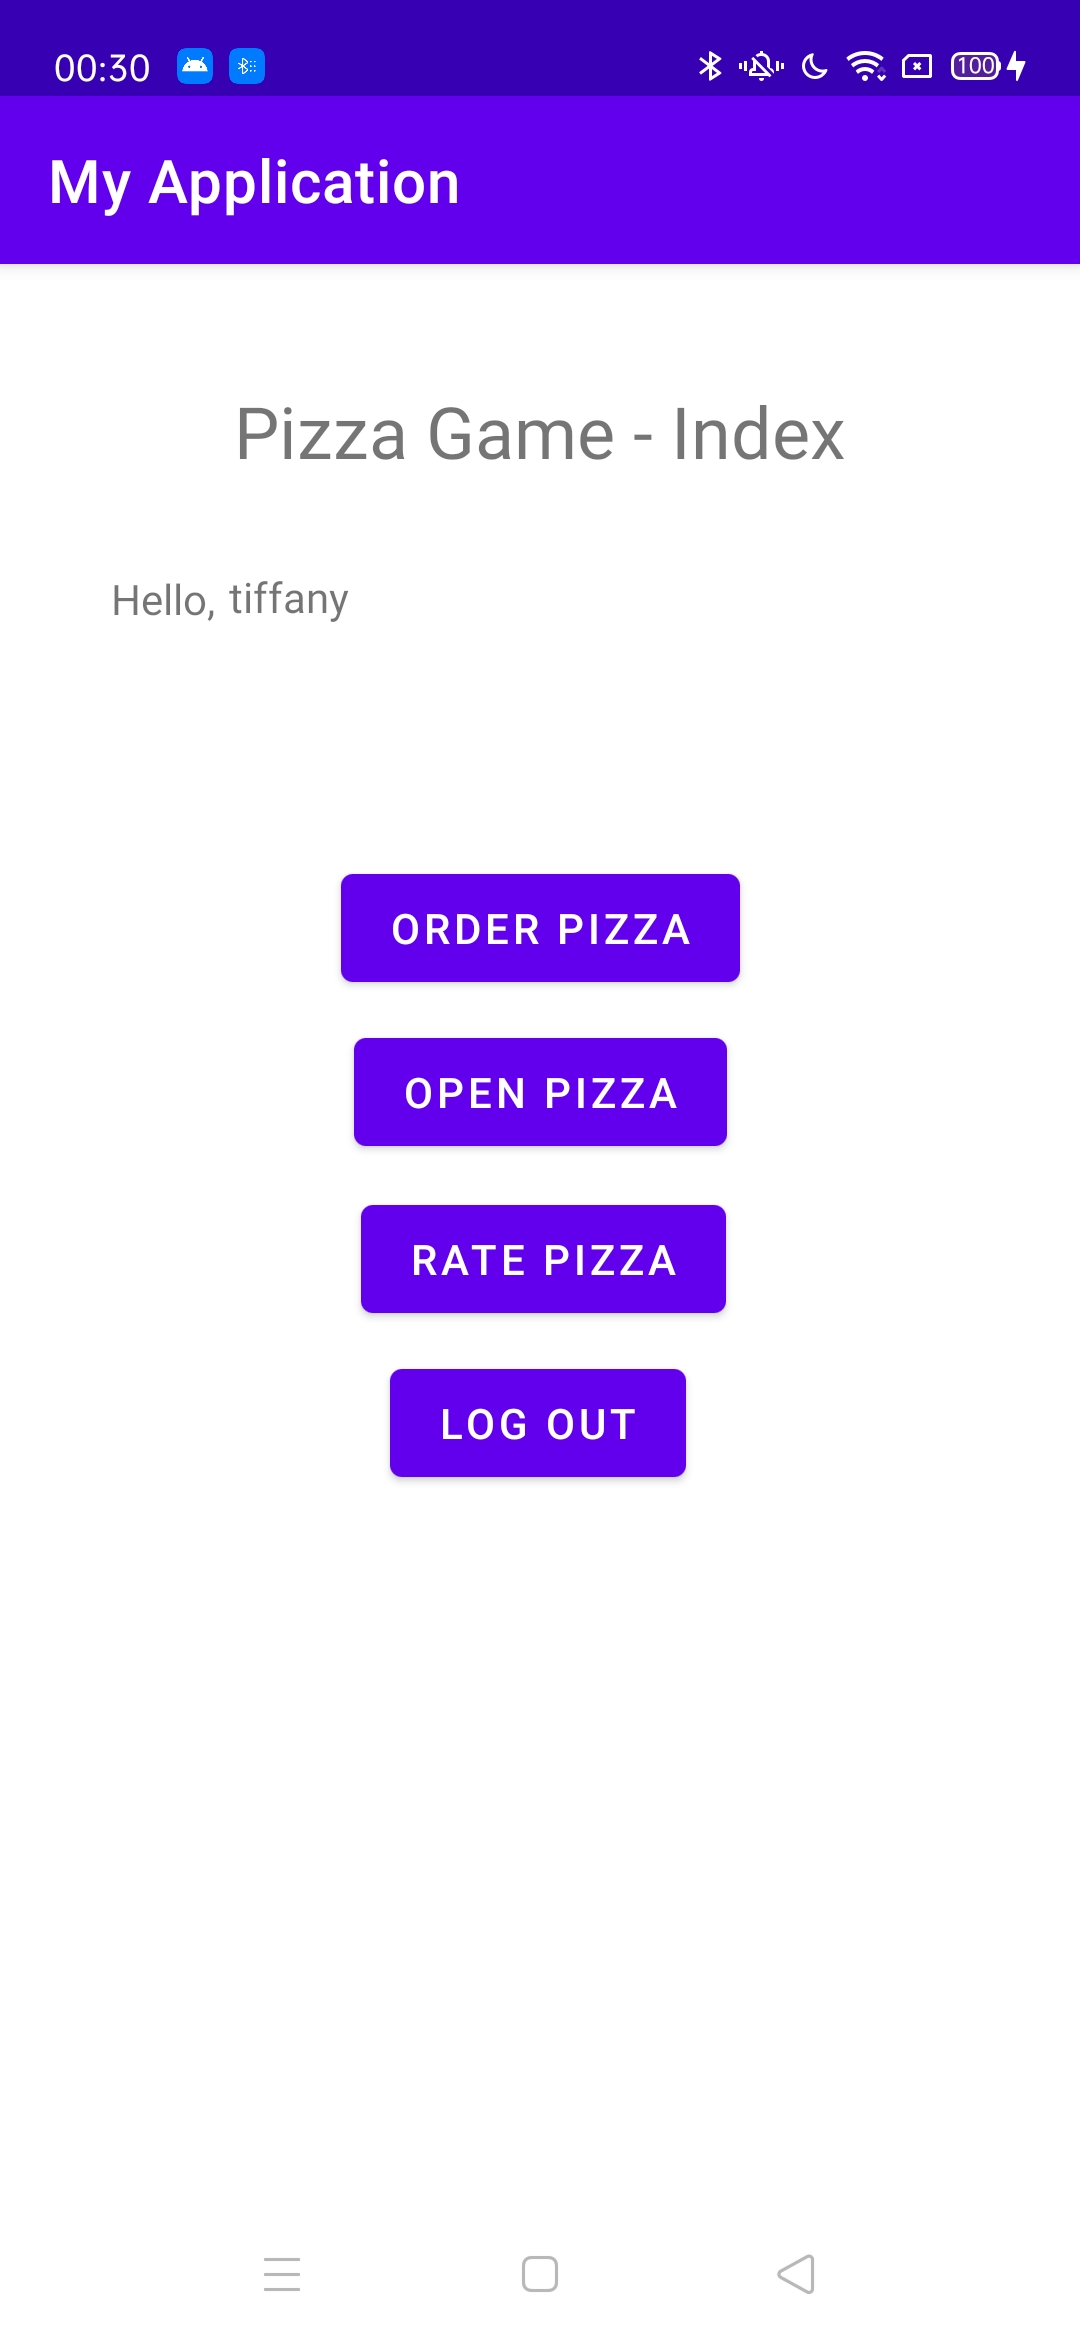 00:30 100
My Application
Pizza Game - Index
Hello, tiffany
ORDER PIZZA
OPEN PIZZA
RATE PIZZA
LOG OUT